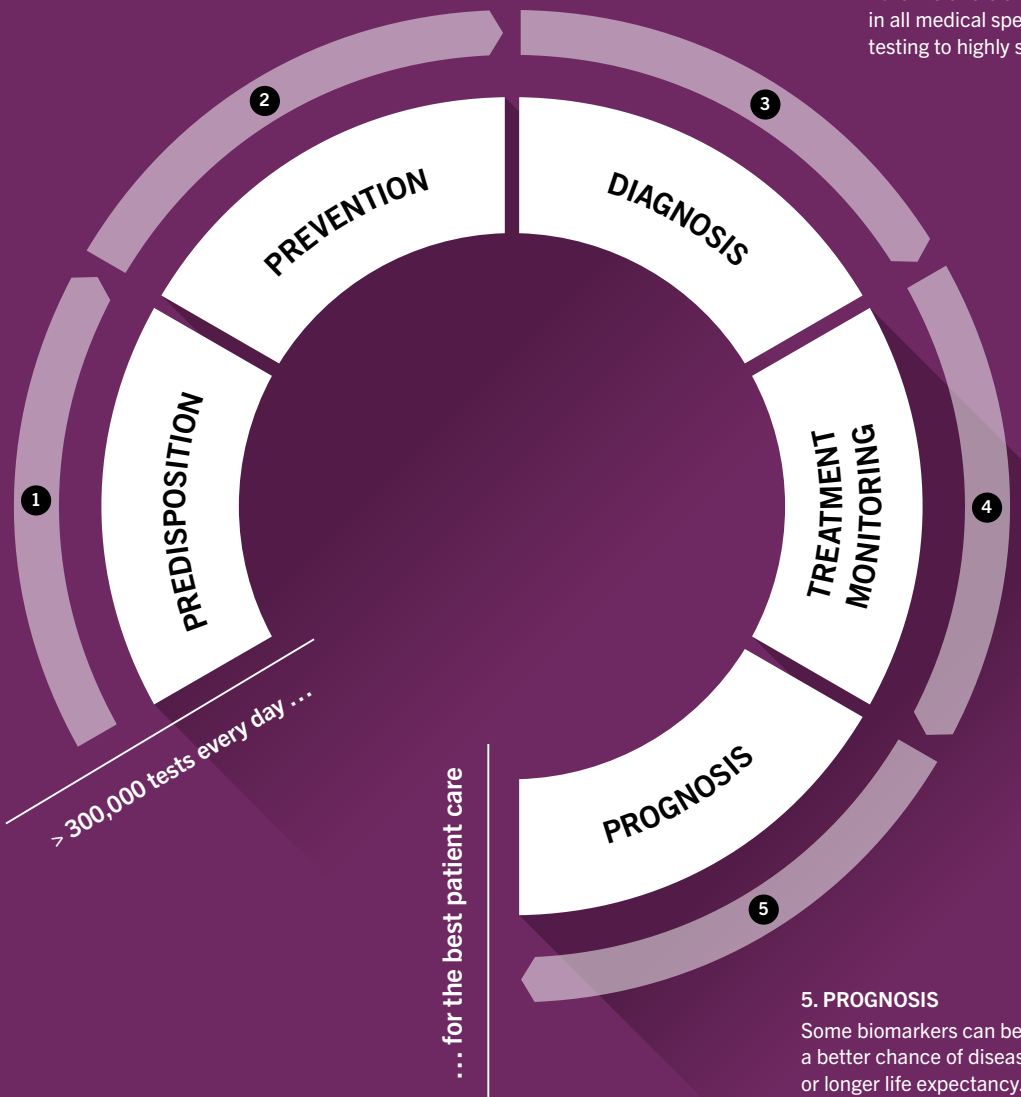 in all medical
testing to highly
2
3
PREVENTION
DIAGNOSIS
1
PREDISPOSITION
TREATMENT
MONITORING
4
> 300,000 tests every day …
PROGNOSIS
5
… for the best patient care
5. PROGNOSIS
Some biomarkers can be
a better chance of
or longer life expectancy.